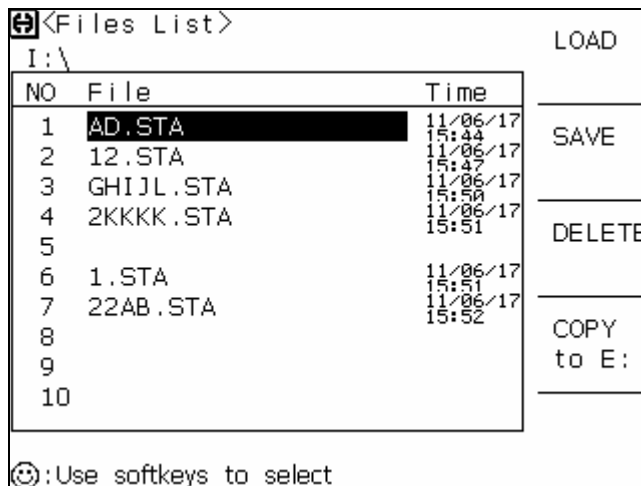 <Files List>
I:\
NO File Time
1 AD.STA 11/06/17 15:44
2 12.STA 11/06/17 15:47
3 GHIJL.STA 11/06/17 15:50
4 2KKKK.STA 11/06/17 15:51
5
6 1.STA 11/06/17 15:51
7 22AB.STA 11/06/17 15:52
8
9
10
LOAD
SAVE
DELETE
COPY
to E:
:Use softkeys to select